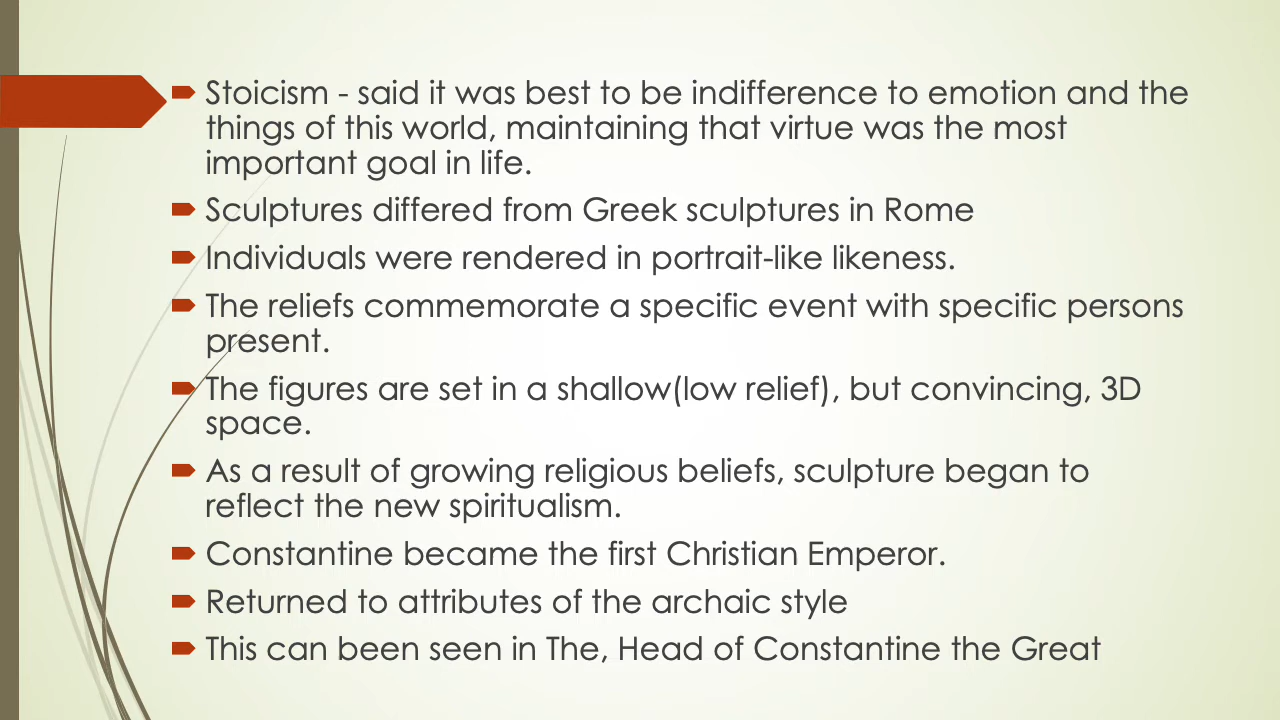 Stoicism - said it was best to be indifference to emotion and the
things of this world, maintaining that virtue was the most
important goal in life.
Sculptures differed from Greek sculptures in Rome
Individuals were rendered in portrait-like likeness.
The reliefs commemorate a specific event with specific persons
present.
The figures are set in a shallow(low relief), but convincing, 3D
space.
As a result of growing religious beliefs, sculpture began to
reflect the new spiritualism.
Constantine became the first Christian Emperor.
Returned to attributes of the archaic style
This can been seen in The, Head of Constantine the Great